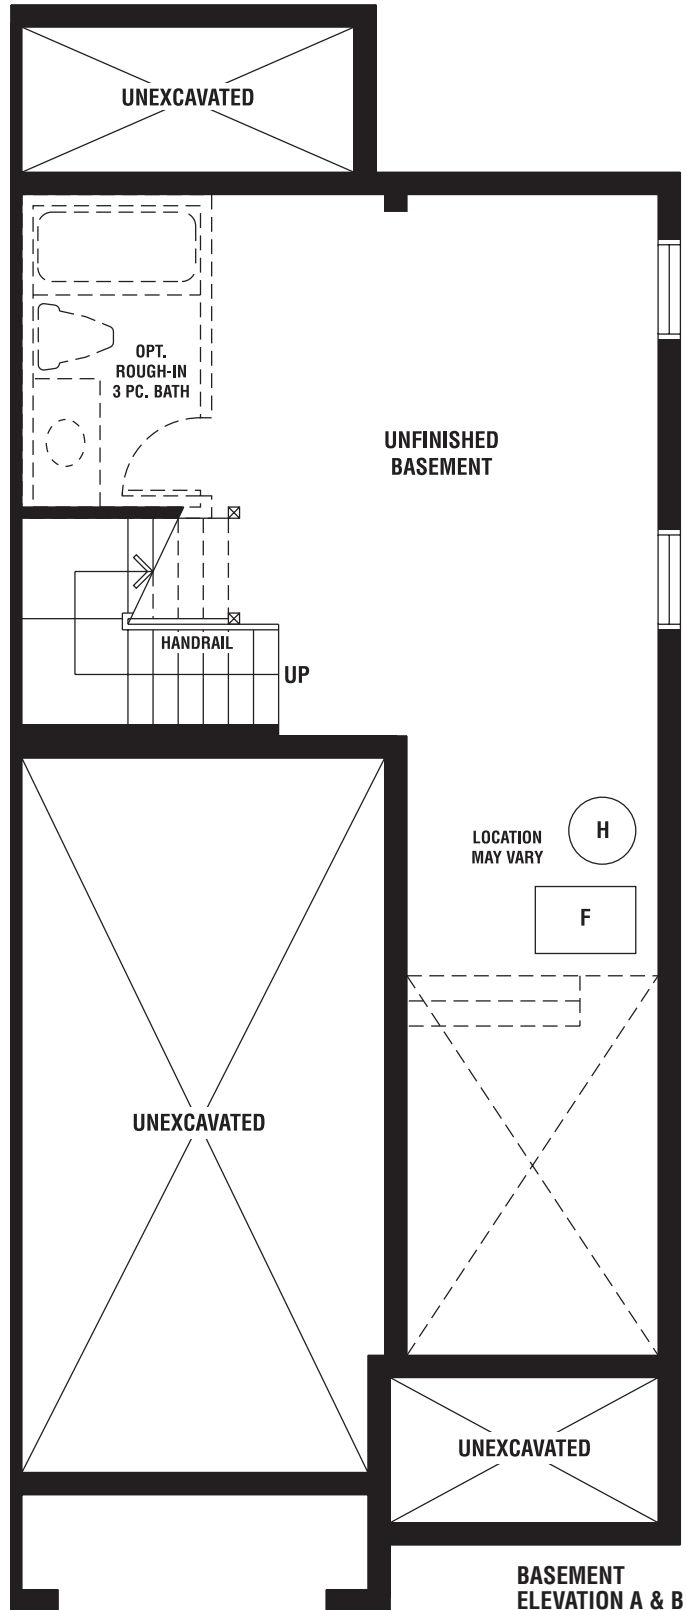 UNEXCAVATED
OPT.
ROUGH-IN
3 PC. BATH
UNFINISHED
BASEMENT
HANDRAIL
UP
LOCATION
MAY VARY
H
F
UNEXCAVATED
UNEXCAVATED
BASEMENT
ELEVATION A & B